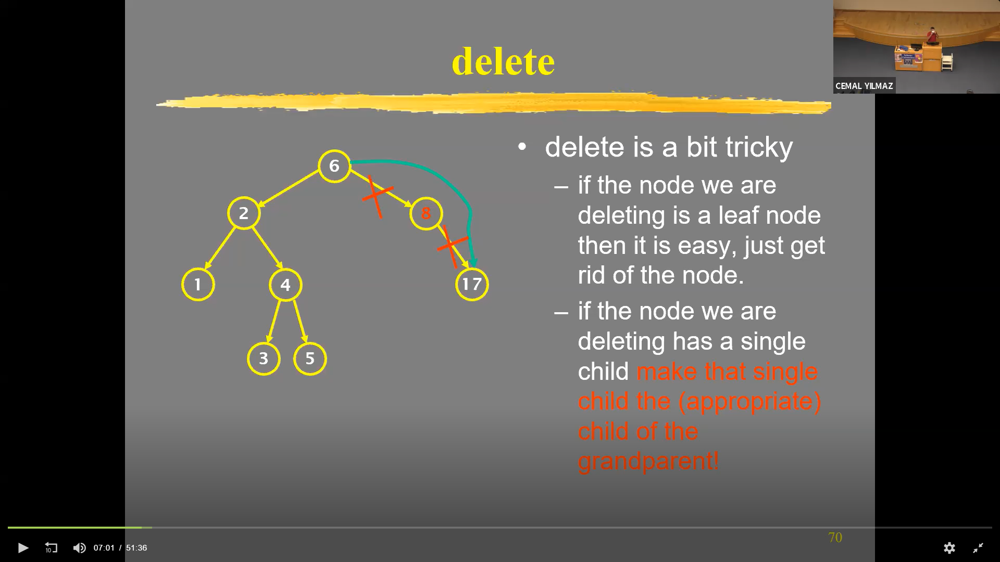 delete
CEMAL YILMAZ
6
2
8
1
4
17
3
5
• delete is a bit tricky
– if the node we are
deleting is a leaf node
then it is easy, just get
rid of the node.
– if the node we are
deleting has a single
child make that single
child the (appropriate)
child of the
grandparent!
70
10
07:01 / 51:36